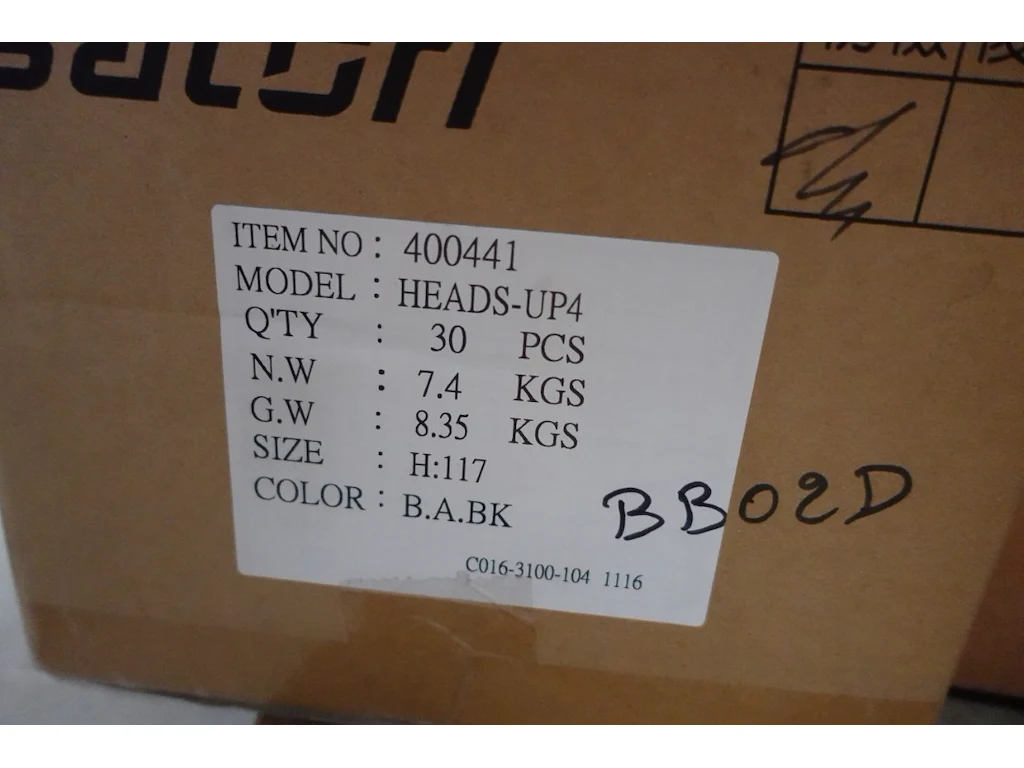 satori
ITEM NO : 400441
MODEL : HEADS-UP4
Q'TY : 30 PCS
N.W : 7.4 KGS
G.W : 8.35 KGS
SIZE : H:117
COLOR : B.A.BK
BB02D
C016-3100-104 1116